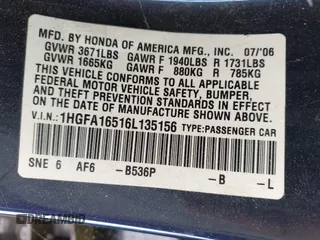 MFD. BY HONDA OF AMERICA MFG., INC. 07/'06
GVWR 3671LBS GAWR F 1940LBS R 1731LBS
GVWR 1665KG GAWR F 880KG R 785KG
THIS VEHICLE CONFORMS TO ALL APPLICABLE
FEDERAL MOTOR VEHICLE SAFETY, BUMPER, AND
THEFT PREVENTION STANDARDS IN EFFECT ON
THE DATE OF MANUFACTURE SHOWN ABOVE.
V.I.N.: 1HGFA16516L135156 TYPE:PASSENGER CAR
SNE 6 AF6 -B536P -B -L